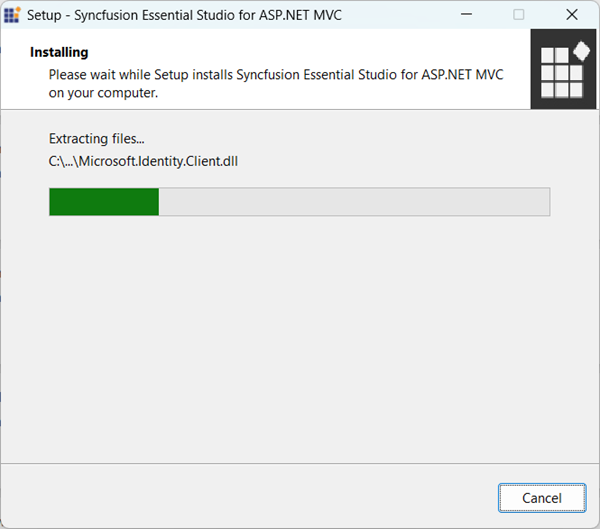 Setup - Syncfusion Essential Studio for ASP.NET MVC
Installing
Please wait while Setup installs Syncfusion Essential Studio for ASP.NET MVC
on your computer.
Extracting files...
C:\...\Microsoft.Identity.Client.dll
Cancel